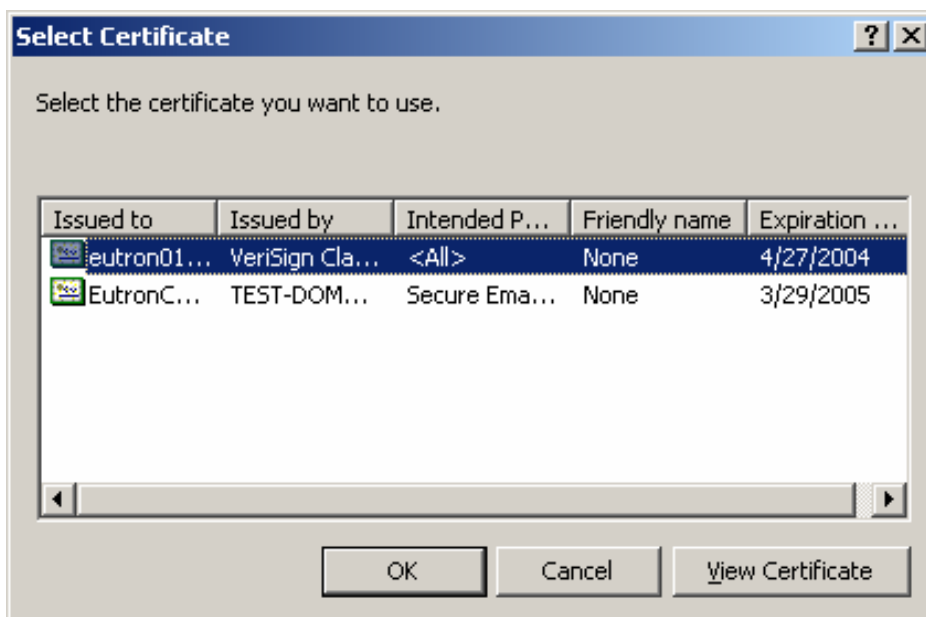 Select Certificate
Select the certificate you want to use.
Issued to Issued by Intended P... Friendly name Expiration ...
eutron01... VeriSign Cla... <All> None 4/27/2004
EutronC... TEST-DOM... Secure Ema... None 3/29/2005
OK Cancel View Certificate